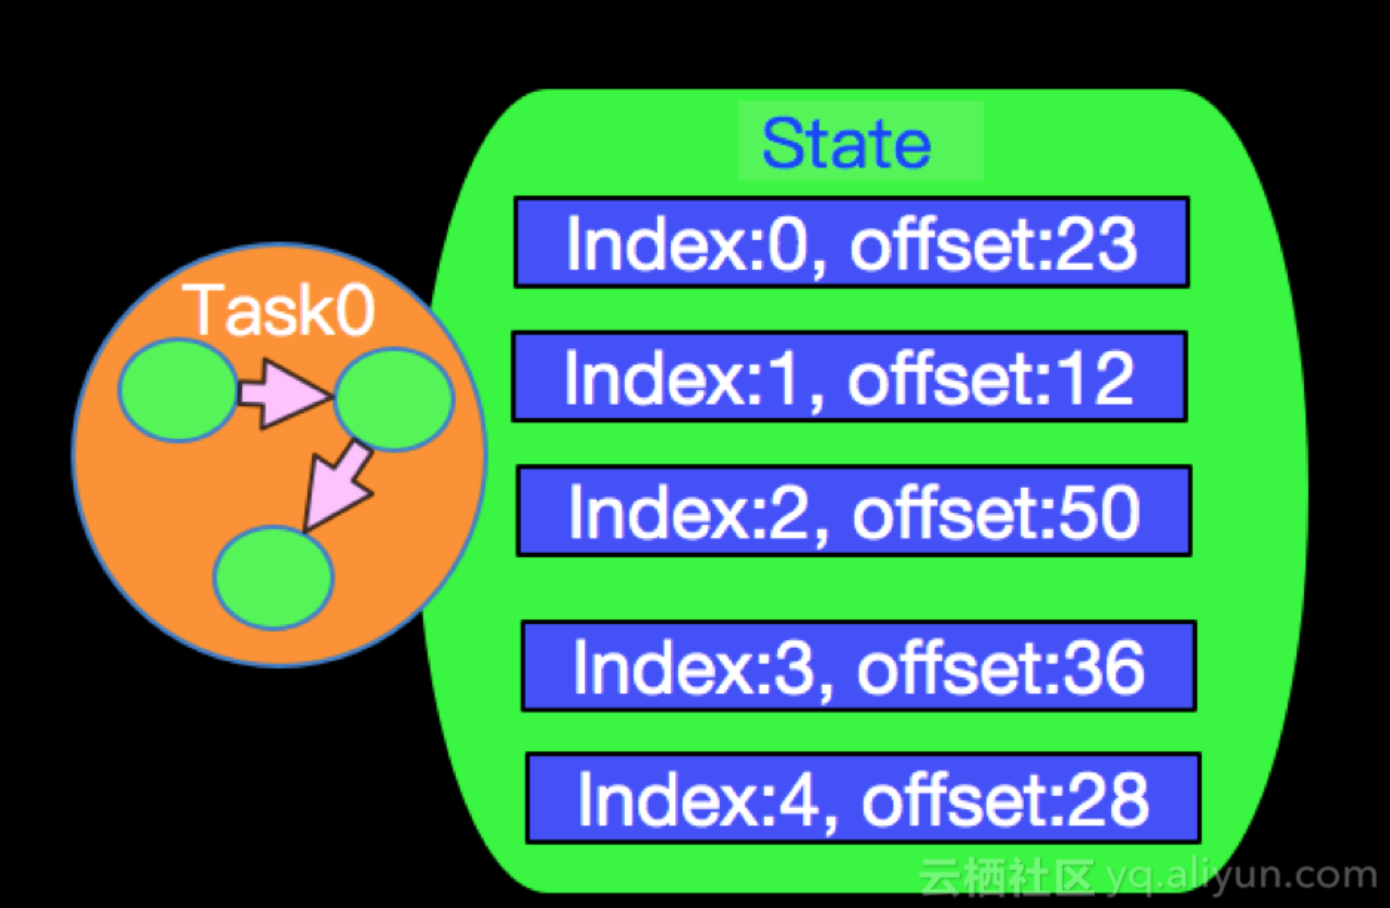 State
Index:0, offset:23
Task0
Index:1, offset:12
Index:2, offset:50
Index:3, offset:36
Index:4, offset:28
云栖社区 yq.aliyun.com